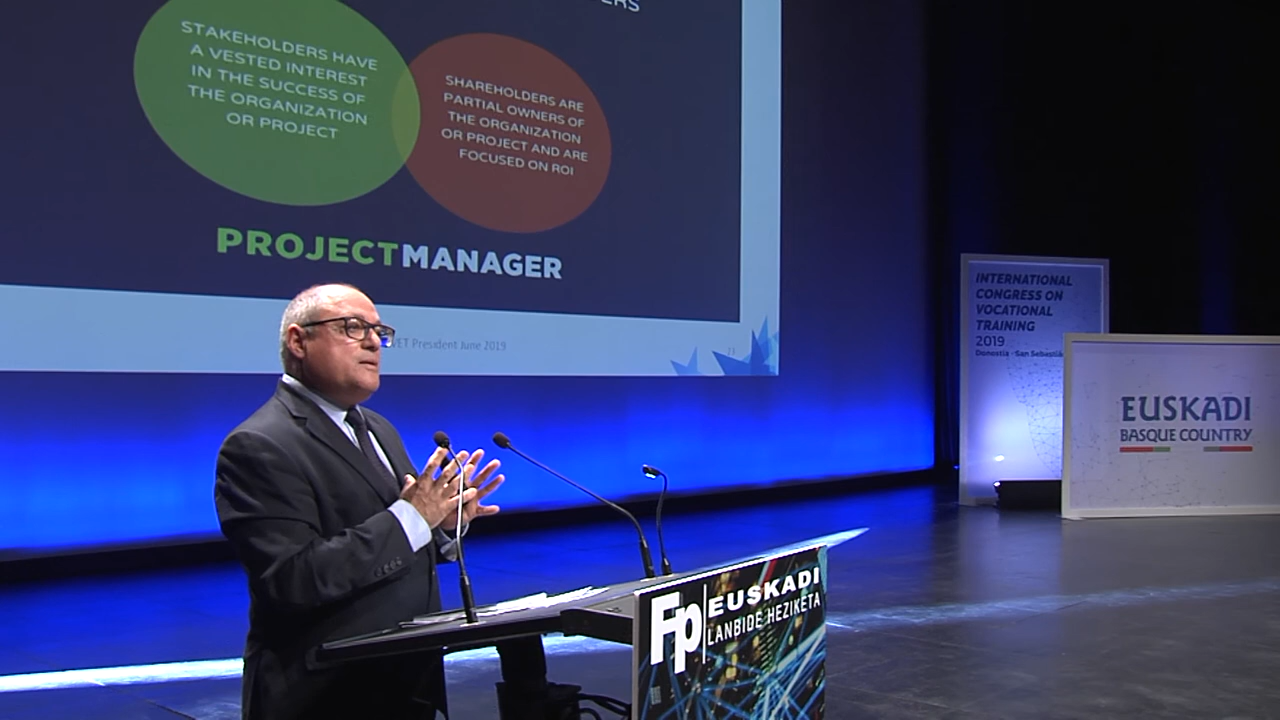 STAKEHOLDERS HAVE
A VESTED INTEREST
IN THE SUCCESS OF
THE ORGANIZATION
OR PROJECT
SHAREHOLDERS ARE
PARTIAL OWNERS OF
THE ORGANIZATION
OR PROJECT AND ARE
FOCUSED ON ROI
PROJECTMANAGER
President June 2019
23
INTERNATIONAL
CONGRESS ON
VOCATIONAL
TRAINING
2019
Donostia - San
EUSKADI
BASQUE COUNTRY
Fp EUSKADI
LANBIDE HEZIKETA